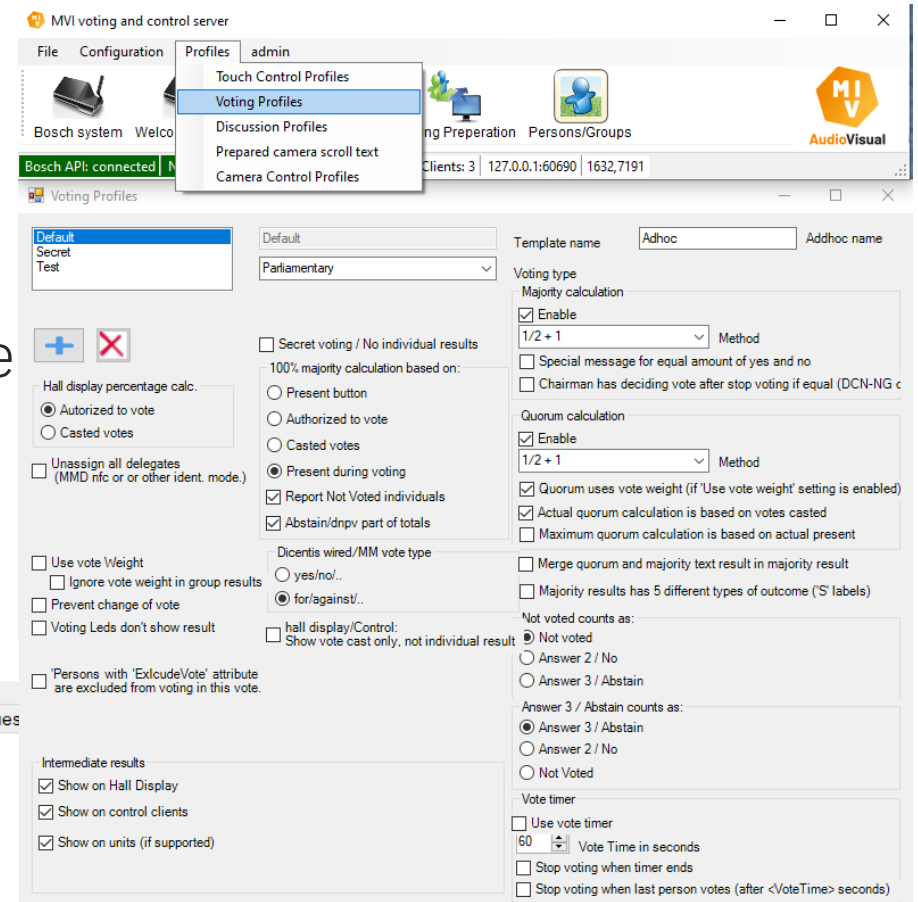 MVI voting and control server
File Configuration Profiles admin
Touch Control Profiles
Voting Profiles
Discussion Profiles
Prepared camera scroll text
Camera Control Profiles
Bosch system Welco
ng Preperation Persons/Groups
MV
AudioVisual
Bosch API: connected N
Clients: 3 127.0.0.1:60690 1632,7191
Voting Profiles
Default
Secret
Test
Default
Parliamentary
Template name Adhoc Addhoc name
Voting type
Majority calculation
Enable
1/2 + 1 Method
Special message for equal amount of yes and no
Chairman has deciding vote after stop voting if equal (DCN-NG c
e
Secret voting / No individual results
Hall display percentage calc.
Autorized to vote
Casted votes
100% majority calculation based on:
Present button
Authorized to vote
Casted votes
Present during voting
Report Not Voted individuals
Abstain/dnpv part of totals
Quorum calculation
Enable
1/2 + 1 Method
Quorum uses vote weight (if 'Use vote weight' setting is enabled)
Actual quorum calculation is based on votes casted
Maximum quorum calculation is based on actual present
Unassign all delegates
(MMD nfc or or other ident. mode.)
Use vote Weight
Ignore vote weight in group results
Prevent change of vote
Voting Leds don't show result
'Persons with 'ExlcudeVote' attribute
are excluded from voting in this vote.
Dicentis wired/MM vote type
yes/no/..
for/against/..
hall display/Control:
Show vote cast only, not individual result
Merge quorum and majority text result in majority result
Majority results has 5 different types of outcome ('S' labels)
Not voted counts as:
Not voted
Answer 2 / No
Answer 3 / Abstain
ues
Answer 3 / Abstain counts as:
Answer 3 / Abstain
Answer 2 / No
Not Voted
Intermediate results
Show on Hall Display
Show on control clients
Show on units (if supported)
Vote timer
Use vote timer
60 Vote Time in seconds
Stop voting when timer ends
Stop voting when last person votes (after <VoteTime> seconds)